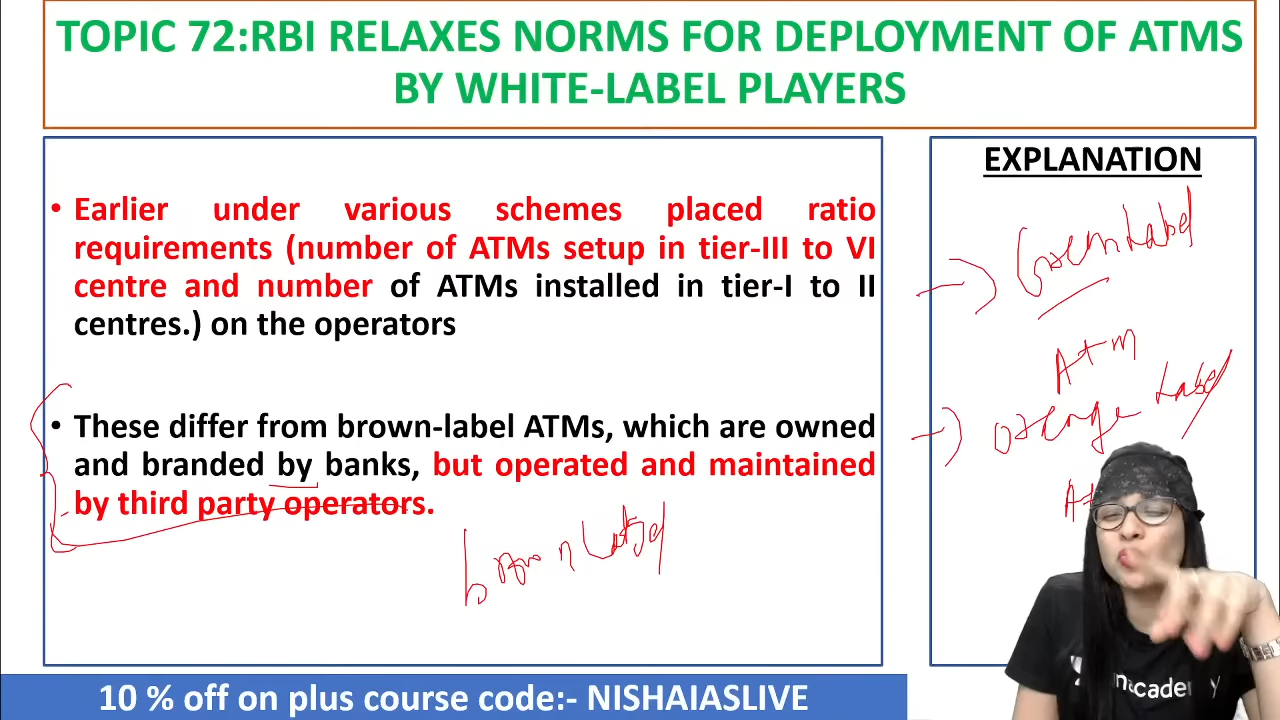 TOPIC 72:RBI RELAXES NORMS FOR DEPLOYMENT OF ATMS
BY WHITE-LABEL PLAYERS
• Earlier under various schemes placed ratio
requirements (number of ATMs setup in tier-III to VI
centre and number of ATMs installed in tier-I to II
centres.) on the operators
• These differ from brown-label ATMs, which are owned
and branded by banks, but operated and maintained
by third party operators.
brown Label
EXPLANATION
Green Label
Atm
orange Label
At
nacademy
10 % off on plus course code:- NISHAIASLIVE